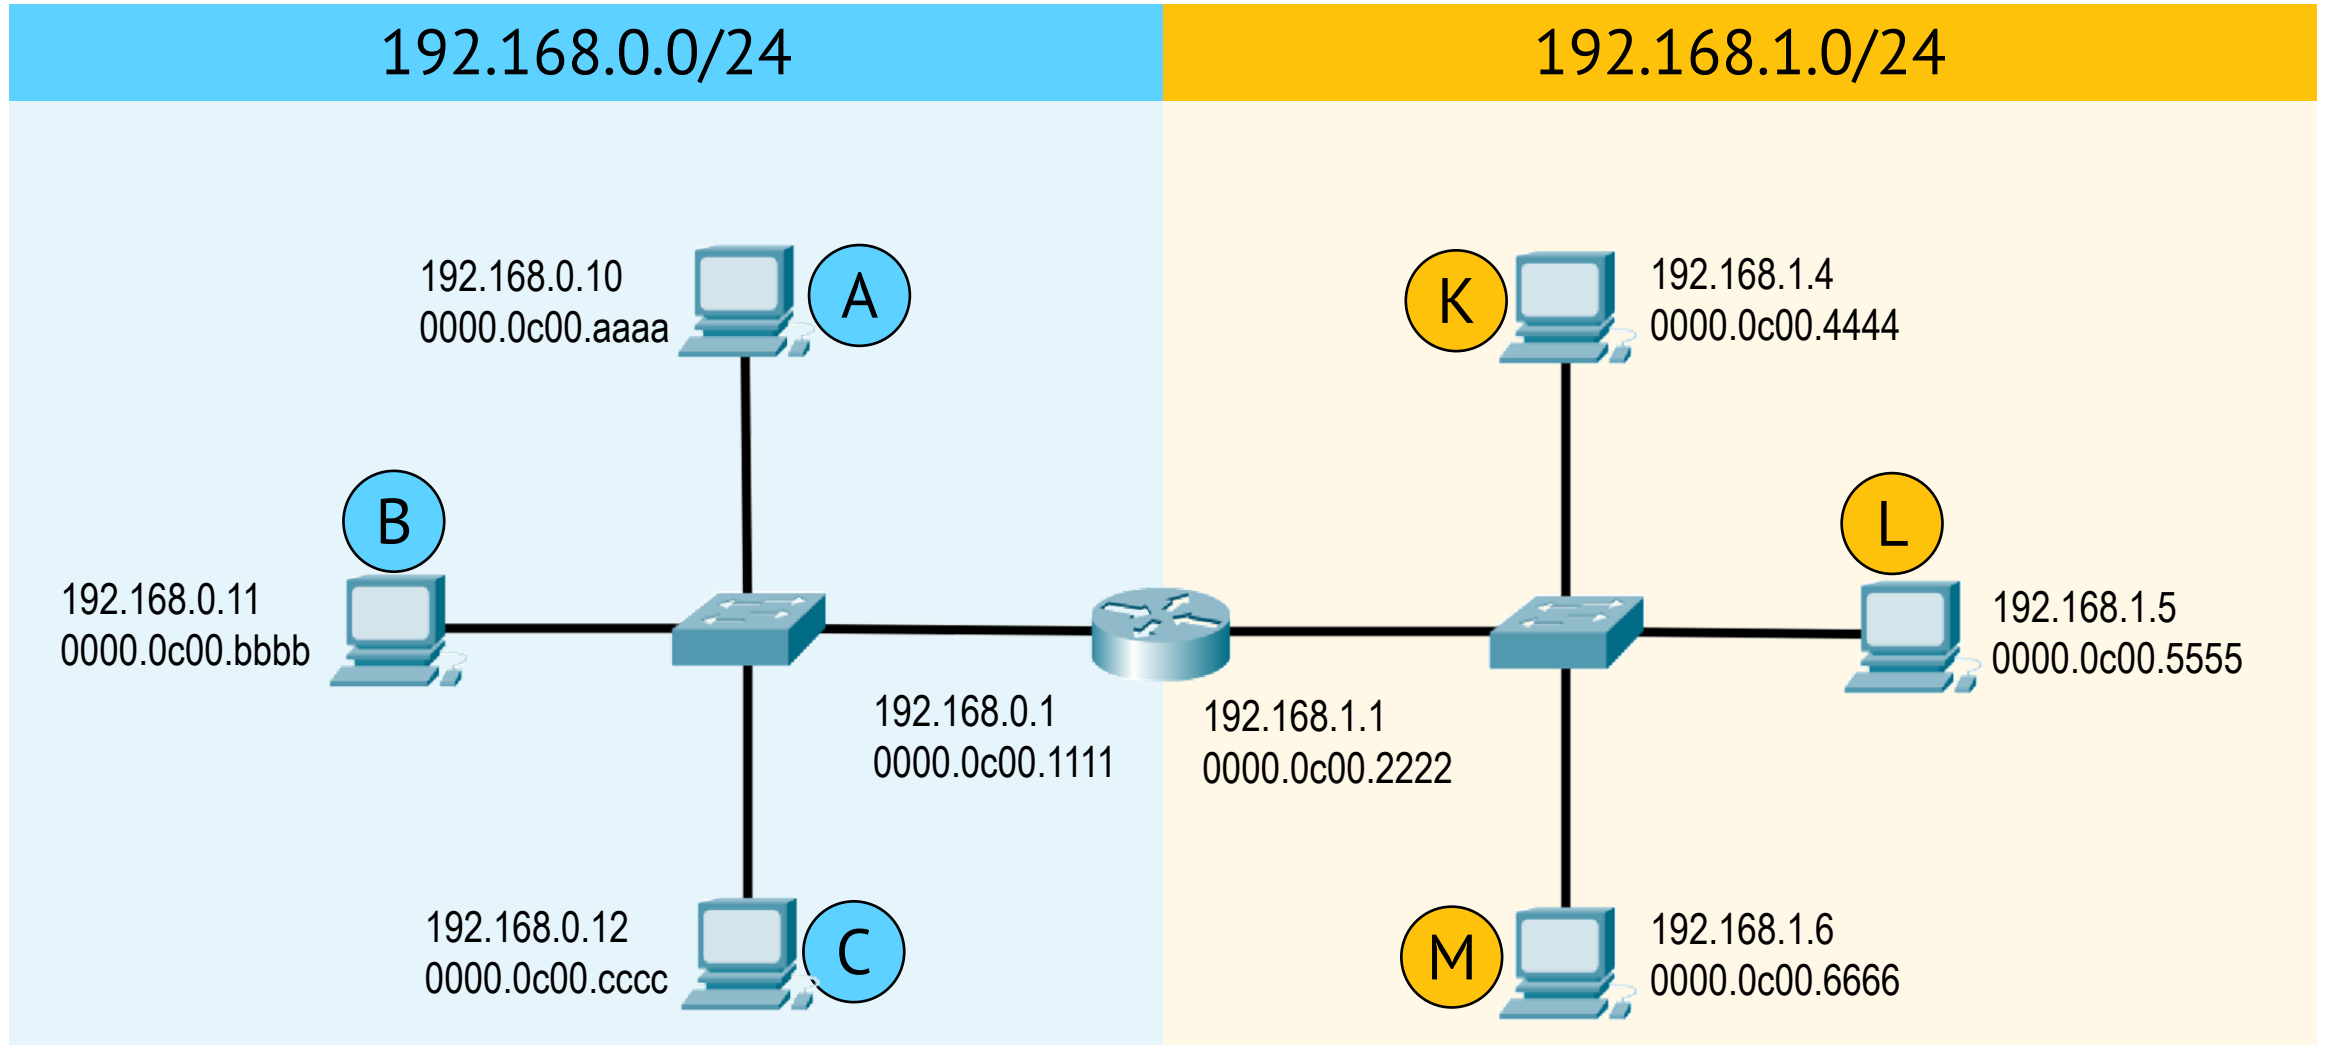 192.168.0.0/24
192.168.1.0/24
192.168.0.10
0000.0c00.aaaa
A
K
192.168.1.4
0000.0c00.4444
B
192.168.0.11
0000.0c00.bbbb
L
192.168.1.5
0000.0c00.5555
192.168.0.1
0000.0c00.1111
192.168.1.1
0000.0c00.2222
192.168.0.12
0000.0c00.cccc
C
M
192.168.1.6
0000.0c00.6666